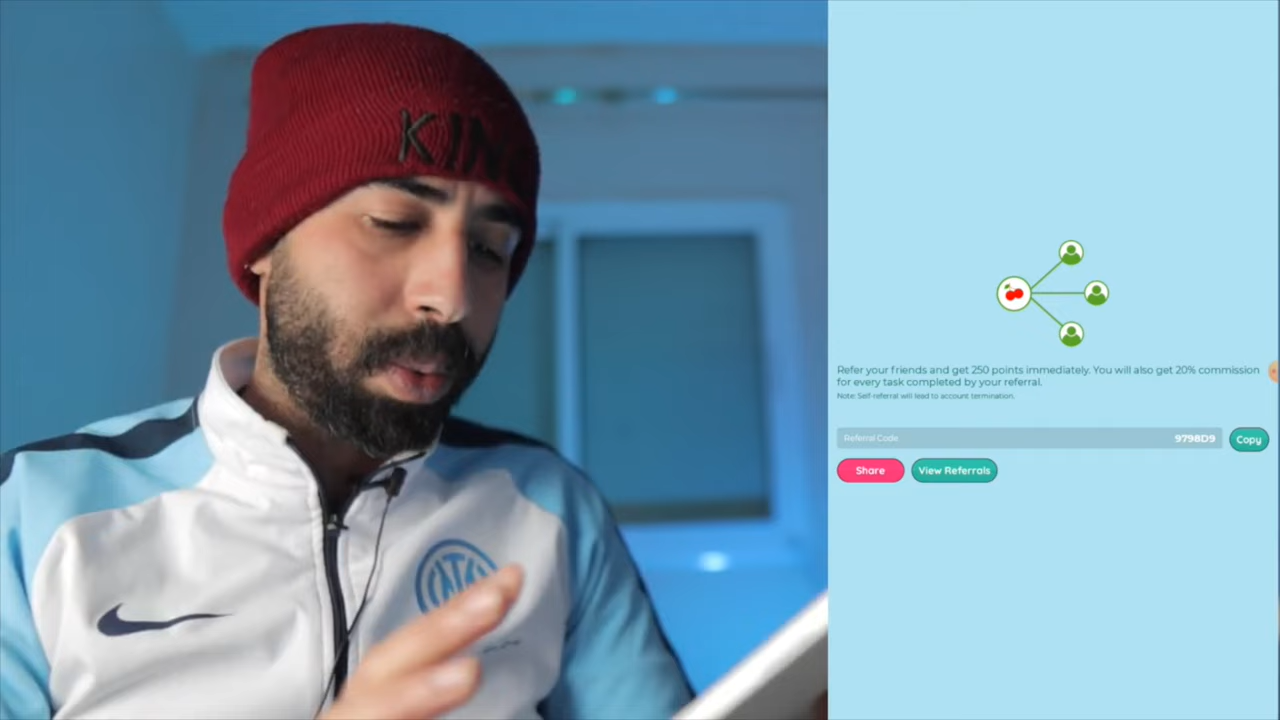 KIN
Refer your friends and get 250 points immediately. You will also get 20% commission
for every task completed by your referral.
Note: Self-referral will lead to account termination.
Referral Code 9798D9 Copy
Share View Referrals